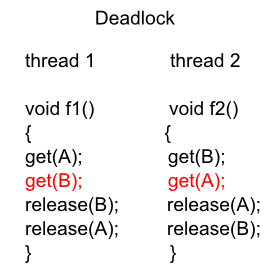 Deadlock
thread 1 thread 2
void f1() void f2()
{ {
get(A); get(B);
get(B); get(A);
release(B); release(A);
release(A); release(B);
} }